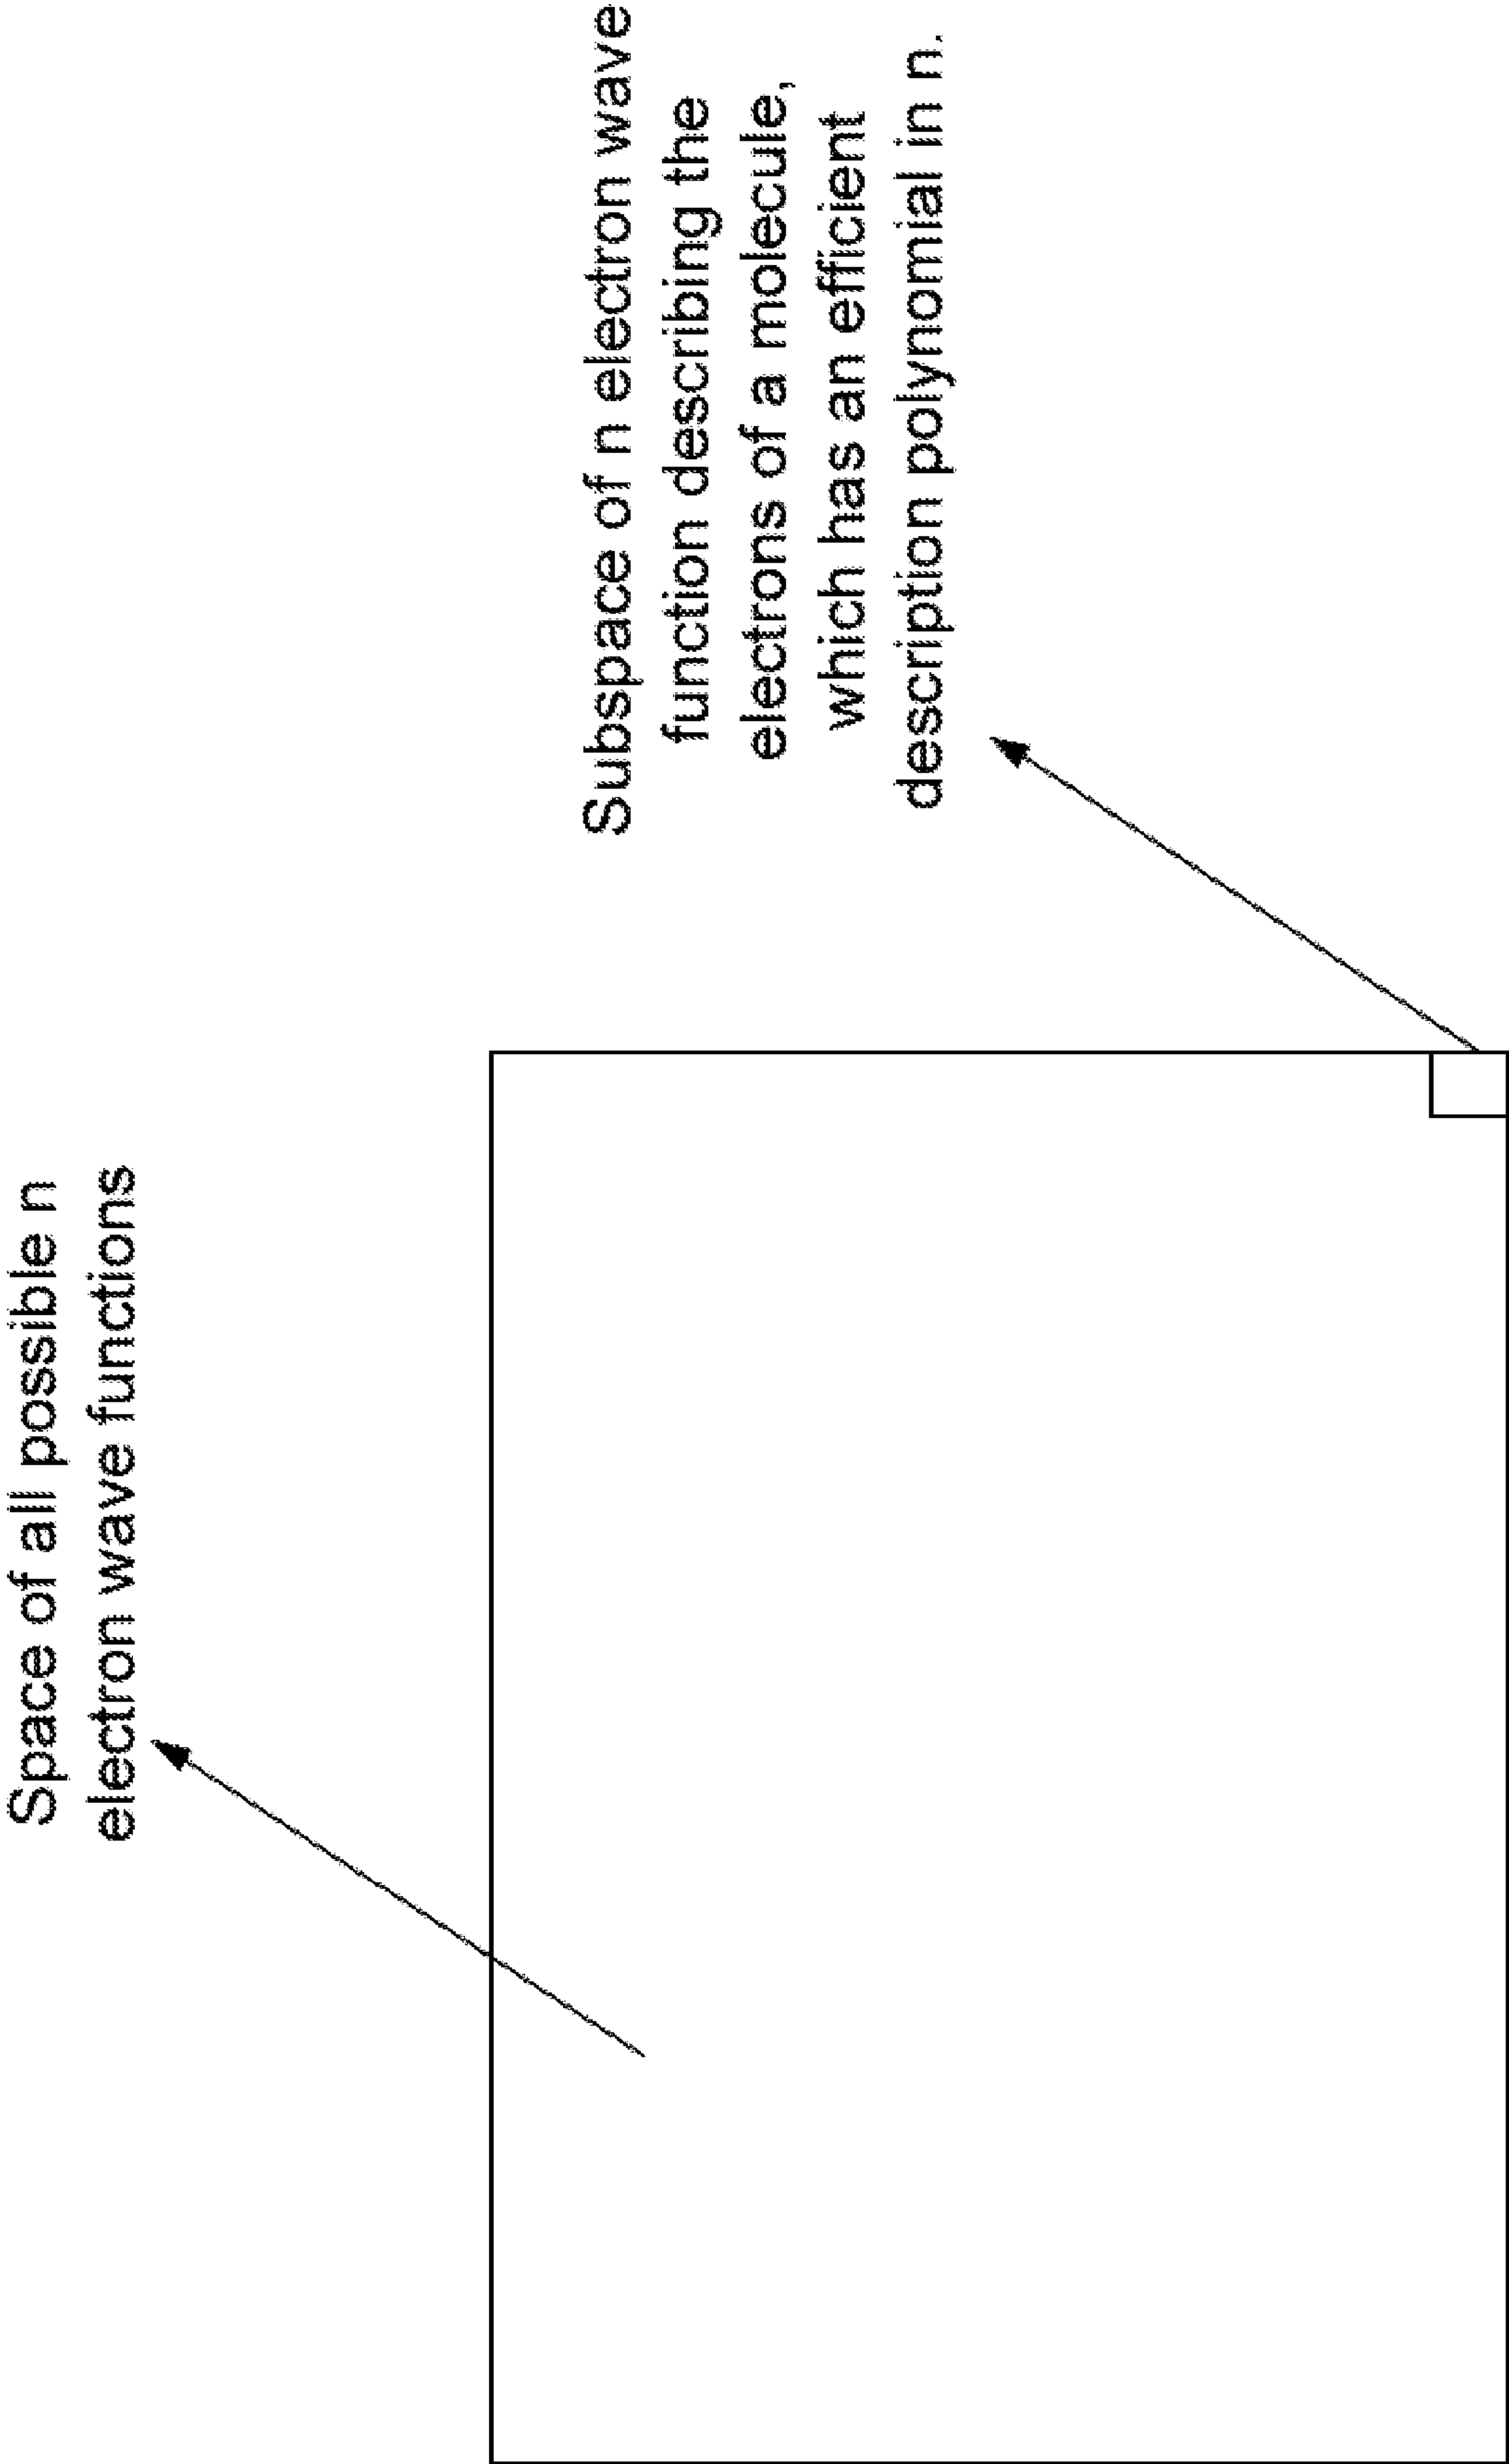 Space of all possible n
electron wave functions
Subspace of n electron wave
function describing the
electrons of a molecule,
which has an efficient
description polynomial in n.